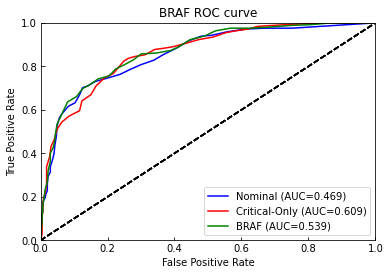 BRAF ROC curve
True Positive Rate
1.0
0.8
0.6
0.4
0.2
0.0
Nominal (AUC=0.469)
Critical-Only (AUC=0.609)
BRAF (AUC=0.539)
0.0 0.2 0.4 0.6 0.8 1.0
False Positive Rate